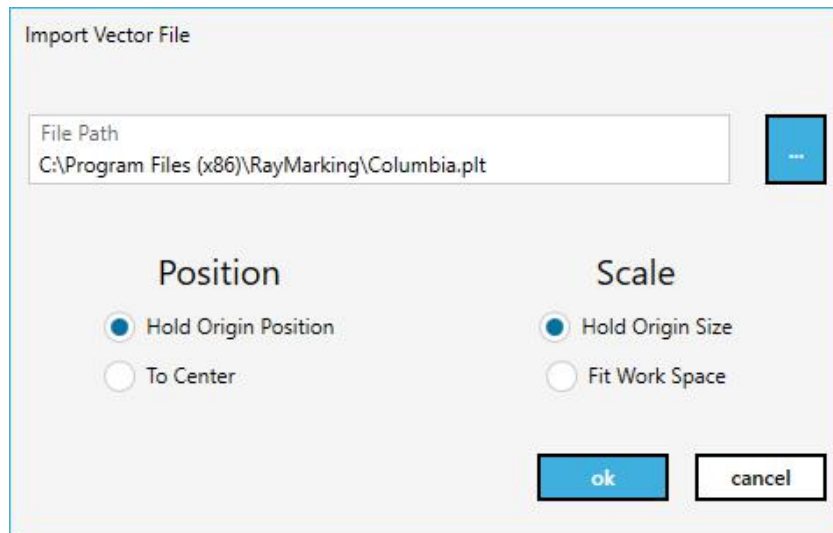 Import Vector File
File Path
C:\Program Files (x86)\RayMarking\Columbia.plt
...
Position
Scale
Hold Origin Position
Hold Origin Size
To Center
Fit Work Space
ok
cancel